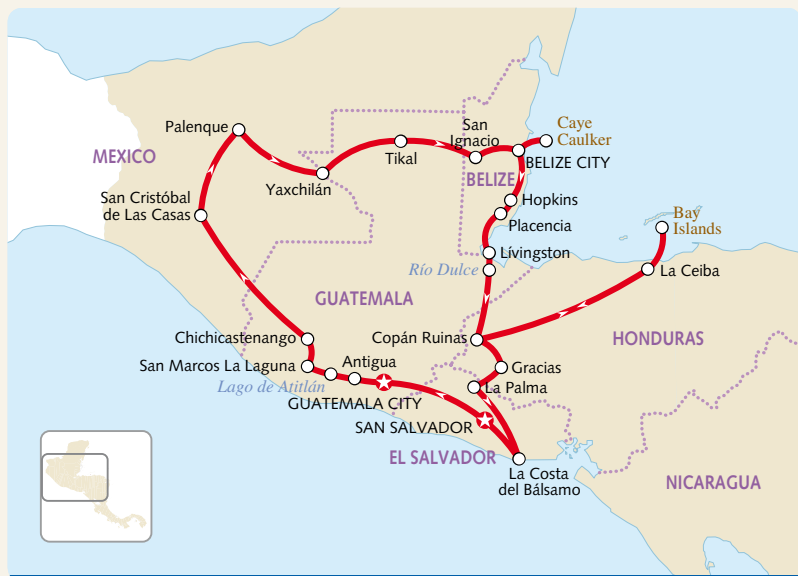 Caye
Caulker
San
Ignacio
Palenque
Tikal
MEXICO
BELIZE CITY
BELIZE
Yaxchilán
San Cristóbal
de Las Casas
Hopkins
Placencia
Bay
Islands
Lívingston
Río Dulce
La Ceiba
GUATEMALA
Chichicastenango
Copán Ruinas
HONDURAS
San Marcos La Laguna
Antigua
Gracias
Lago de Atitlán
La Palma
GUATEMALA CITY
SAN SALVADOR
EL SALVADOR
La Costa
del Bálsamo
NICARAGUA